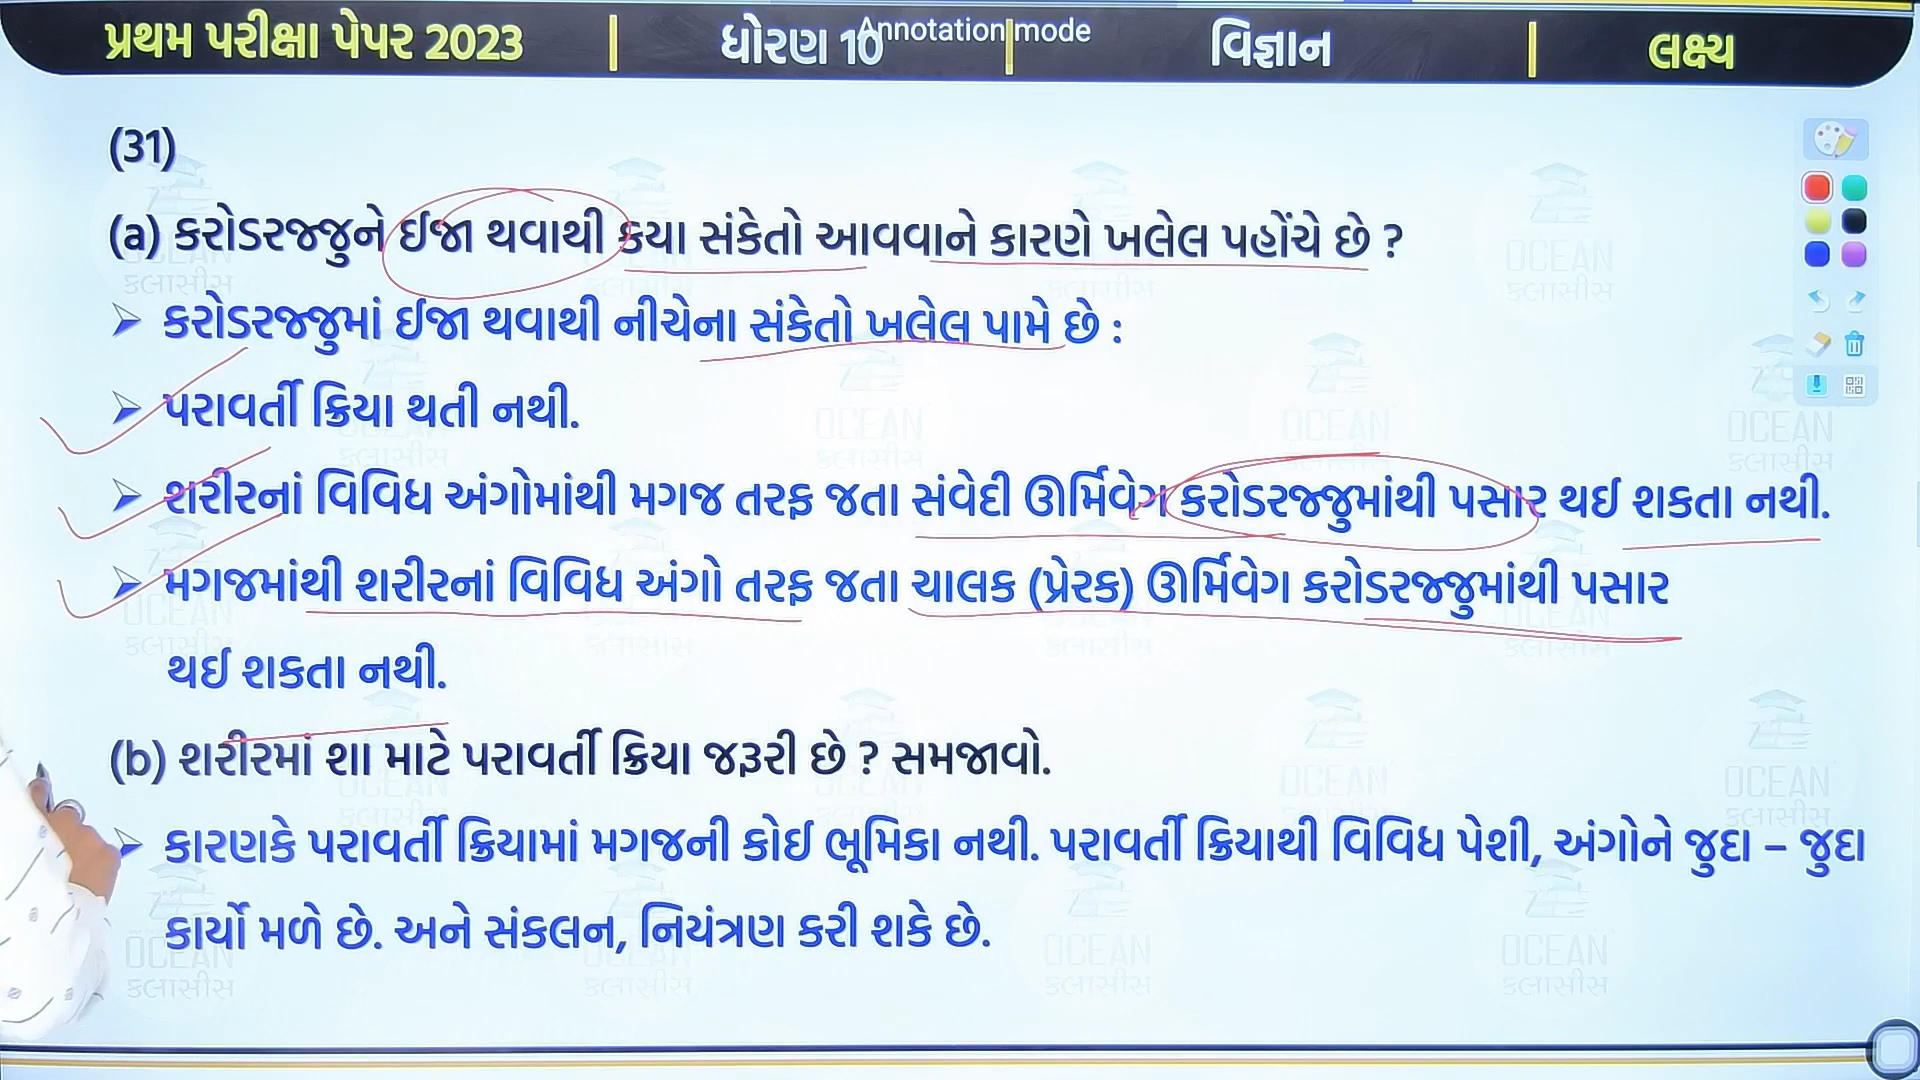 પ્રથમ પરીક્ષા પેપર 2023 | ધોરણ 10 | વિજ્ઞાન | લક્ષ્ય
Annotation mode
(31)
(a) કરોડરજ્જુને ઈજા થવાથી કયા સંકેતો આવવાને કારણે ખલેલ પહોંચે છે ?
➢ કરોડરજ્જુમાં ઈજા થવાથી નીચેના સંકેતો ખલેલ પામે છે :
➢ પરાવર્તી ક્રિયા થતી નથી.
➢ શરીરનાં વિવિધ અંગોમાંથી મગજ તરફ જતા સંવેદી ઊર્મિવેગ કરોડરજ્જુમાંથી પસાર થઈ શકતા નથી.
➢ મગજમાંથી શરીરનાં વિવિધ અંગો તરફ જતા ચાલક (પ્રેરક) ઊર્મિવેગ કરોડરજ્જુમાંથી પસાર
થઈ શકતા નથી.
(b) શરીરમાં શા માટે પરાવર્તી ક્રિયા જરૂરી છે ? સમજાવો.
➢ કારણકે પરાવર્તી ક્રિયામાં મગજની કોઈ ભૂમિકા નથી. પરાવર્તી ક્રિયાથી વિવિધ પેશી, અંગોને જુદા – જુદા
કાર્યો મળે છે. અને સંકલન, નિયંત્રણ કરી શકે છે.
OCEAN
ક્લાસીસ